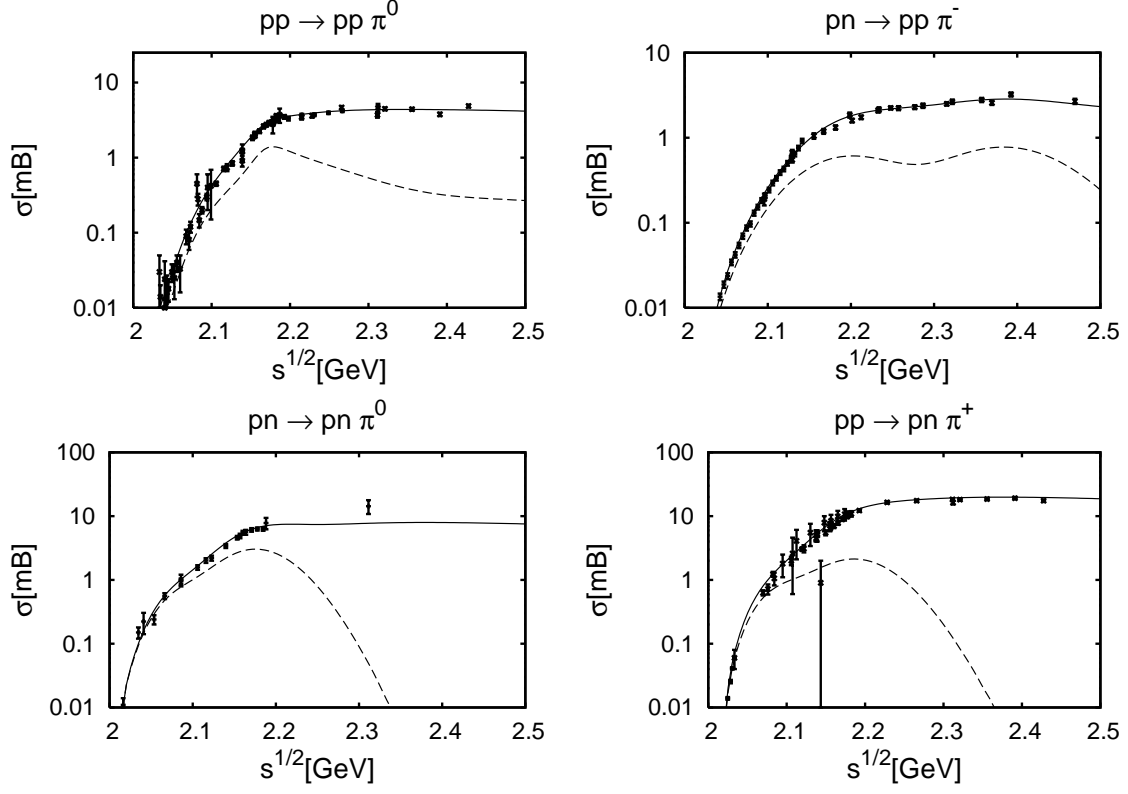 pp → pp π⁰
σ[mB]
10
1
0.1
0.01
2 2.1 2.2 2.3 2.4 2.5
s^{1/2}[GeV]
pn → pp π⁻
σ[mB]
10
1
0.1
0.01
2 2.1 2.2 2.3 2.4 2.5
s^{1/2}[GeV]
pn → pn π⁰
σ[mB]
100
10
1
0.1
0.01
2 2.1 2.2 2.3 2.4 2.5
s^{1/2}[GeV]
pp → pn π⁺
σ[mB]
100
10
1
0.1
0.01
2 2.1 2.2 2.3 2.4 2.5
s^{1/2}[GeV]